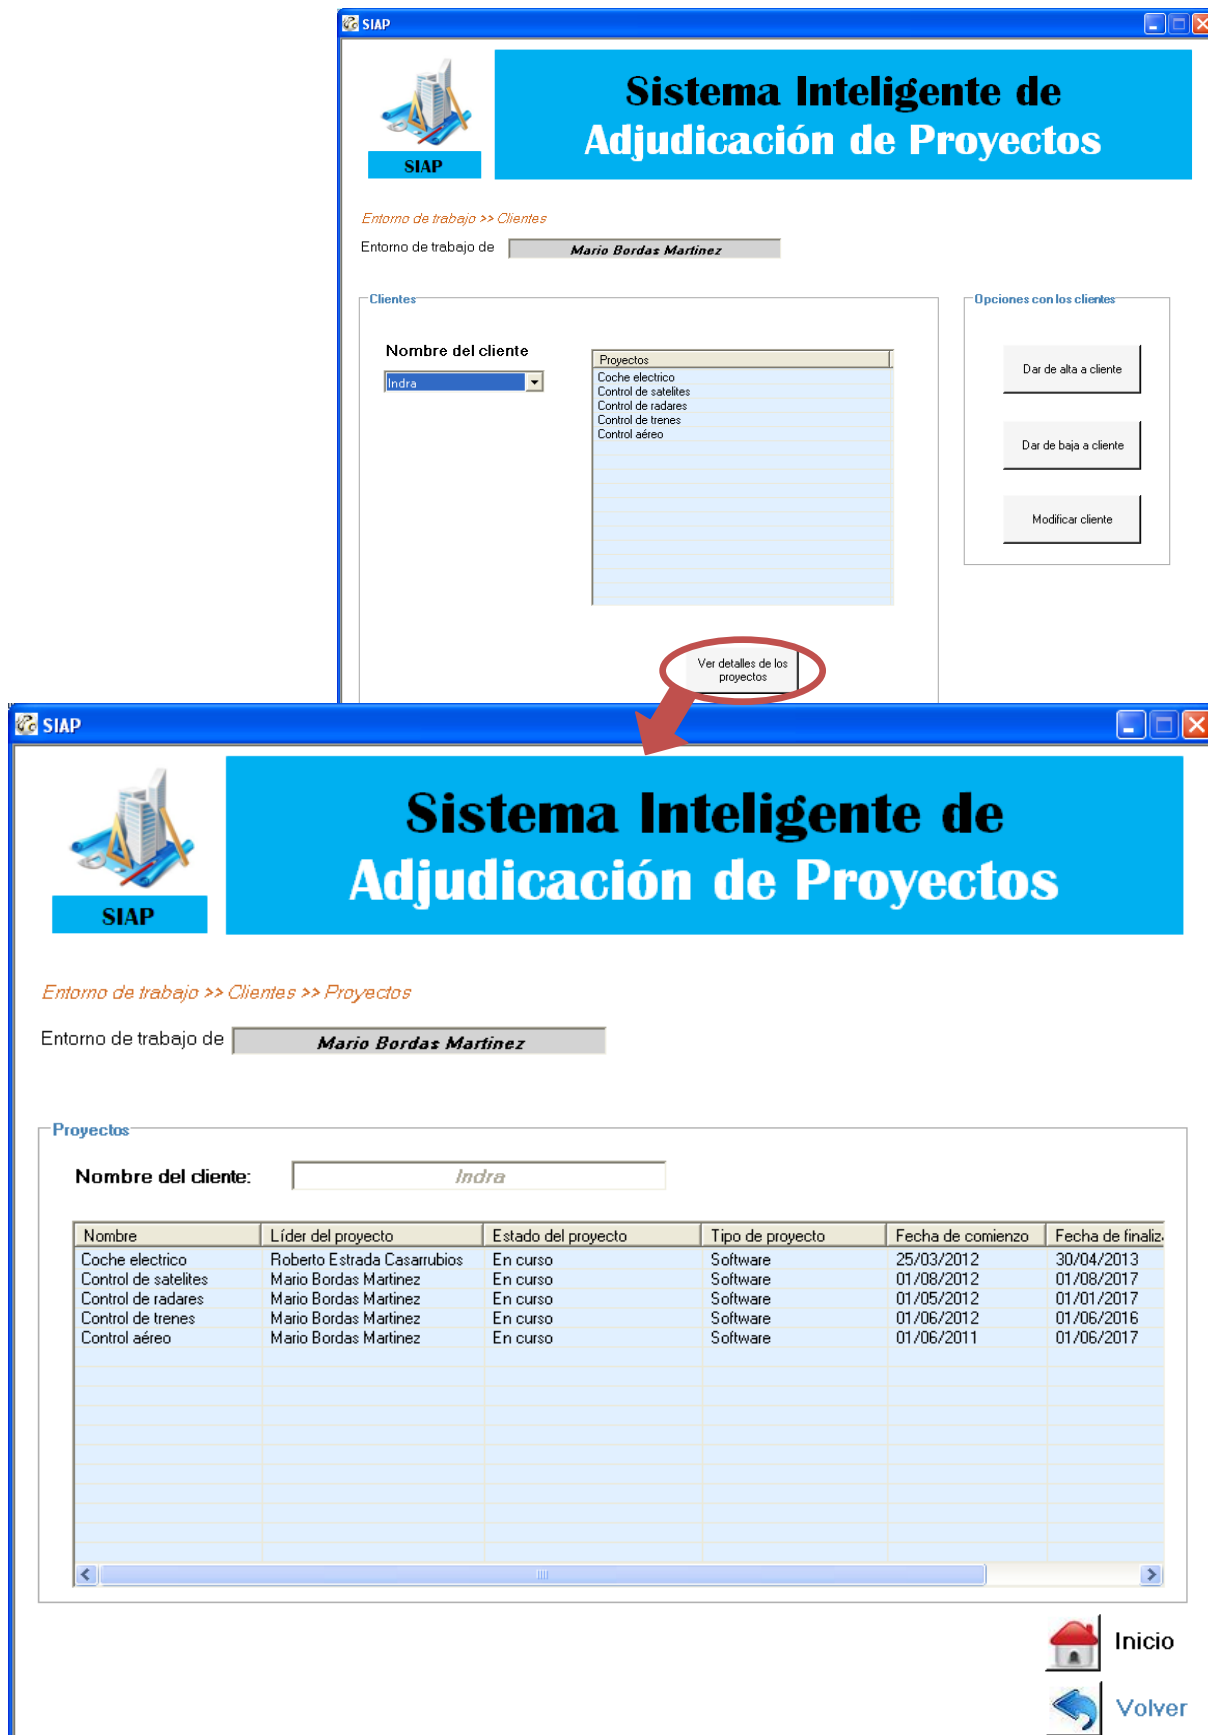 SIAP
Sistema Inteligente de
Adjudicación de Proyectos
SIAP
Entorno de trabajo >> Clientes
Entorno de trabajo de Mario Bordas Martinez
Clientes
Opciones con los clientes
Nombre del cliente
Indra
Proyectos
Coche electrico
Control de satelites
Control de radares
Control de trenes
Control aéreo
Dar de alta a cliente
Dar de baja a cliente
Modificar cliente
Ver detalles de los
proyectos
SIAP
Sistema Inteligente de
Adjudicación de Proyectos
SIAP
Entorno de trabajo >> Clientes >> Proyectos
Entorno de trabajo de Mario Bordas Martinez
Proyectos
Nombre del cliente: Indra
Nombre Líder del proyecto Estado del proyecto Tipo de proyecto Fecha de comienzo Fecha de finaliz
Coche electrico Roberto Estrada Casarrubios En curso Software 25/03/2012 30/04/2013
Control de satelites Mario Bordas Martinez En curso Software 01/08/2012 01/08/2017
Control de radares Mario Bordas Martinez En curso Software 01/05/2012 01/01/2017
Control de trenes Mario Bordas Martinez En curso Software 01/06/2012 01/06/2016
Control aéreo Mario Bordas Martinez En curso Software 01/06/2011 01/06/2017
Inicio
Volver